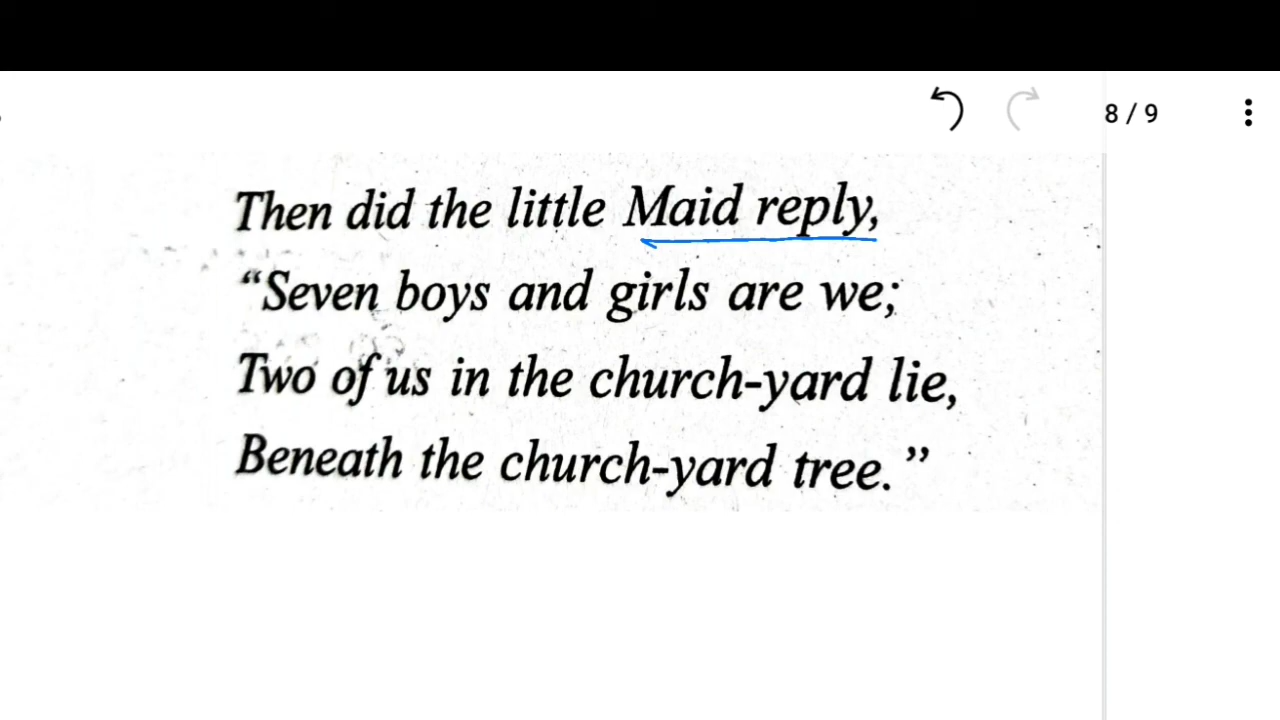 8 / 9
Then did the little Maid reply,
“Seven boys and girls are we;
Two of us in the church-yard lie,
Beneath the church-yard tree.”